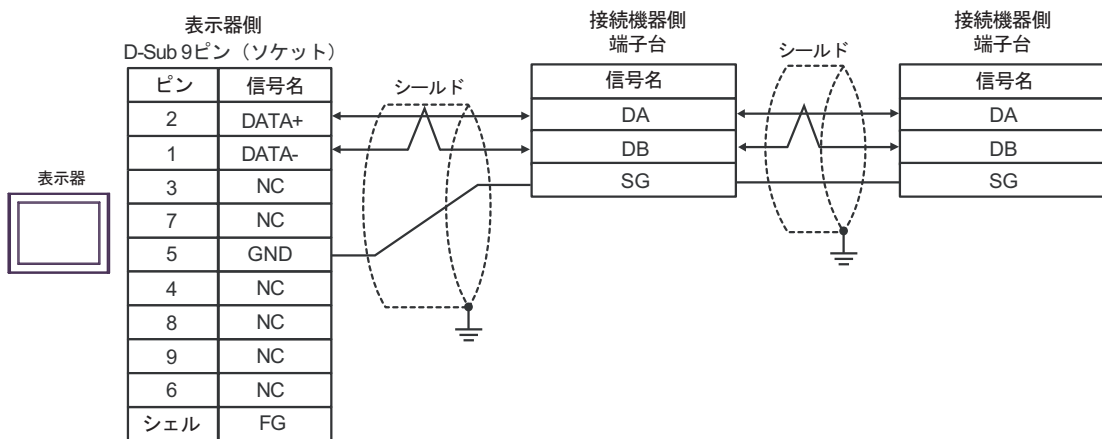 表示器側
D-Sub 9ピン（ソケット）
ピン 信号名
2 DATA+
1 DATA-
3 NC
7 NC
5 GND
4 NC
8 NC
9 NC
6 NC
シェル FG
表示器
シールド
接続機器側
端子台
信号名
DA
DB
SG
シールド
接続機器側
端子台
信号名
DA
DB
SG